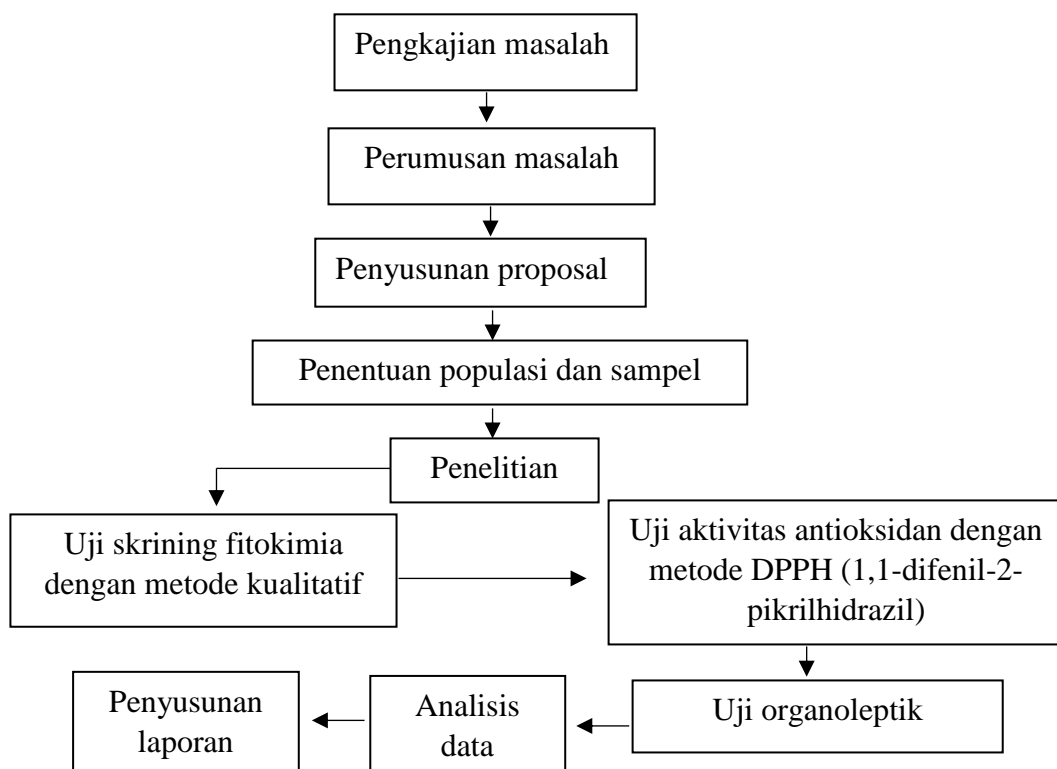 Pengkajian masalah
Perumusan masalah
Penyusunan proposal
Penentuan populasi dan sampel
Penelitian
Uji skrining fitokimia
dengan metode kualitatif
Uji aktivitas antioksidan dengan
metode DPPH (1,1-difenil-2-
pikrilhidrazil)
Uji organoleptik
Analisis
data
Penyusunan
laporan